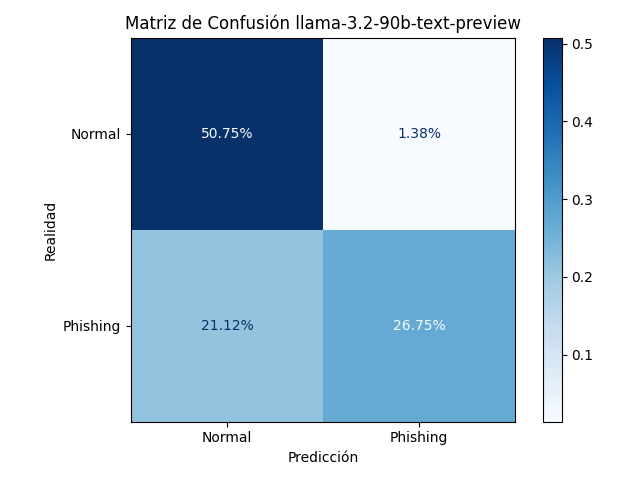 Matriz de Confusión llama-3.2-90b-text-preview
Realidad
Normal
50.75%
1.38%
Phishing
21.12%
26.75%
Normal
Phishing
Predicción
0.5
0.4
0.3
0.2
0.1